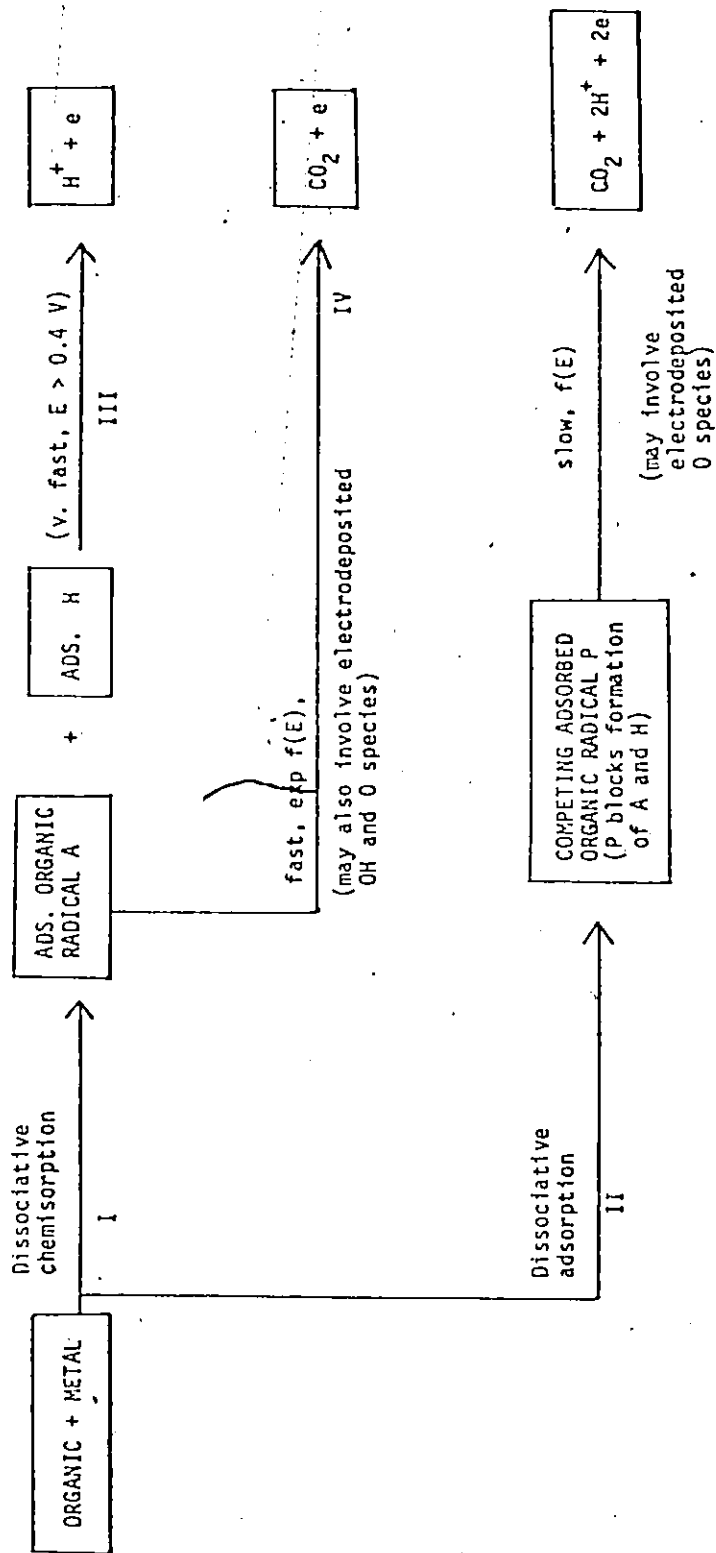 ORGANIC + METAL
Dissociative
chemisorption
I
ADS. ORGANIC
RADICAL A
+
ADS. H
(v. fast, E > 0.4 V)
III
H⁺ + e
fast, exp f(E),
(may also involve electrodeposited
OH and O species)
IV
CO₂ + e
Dissociative
adsorption
II
COMPETING ADSORBED
ORGANIC RADICAL P
(P blocks formation
of A and H)
slow, f(E)
(may involve
electrodeposited
O species)
CO₂ + 2H⁺ + 2e